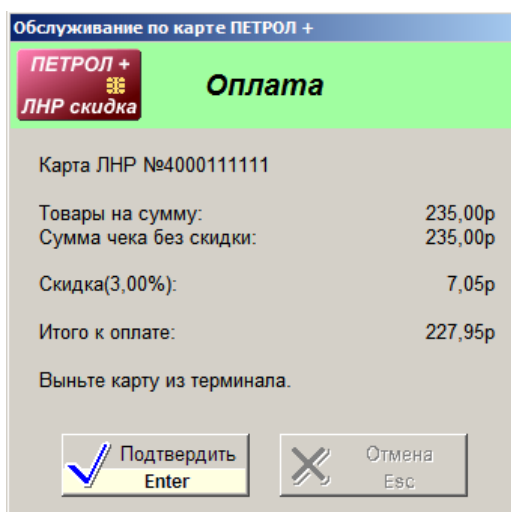 Обслуживание по карте ПЕТРОЛ +
ПЕТРОЛ +
ЛНР скидка
Оплата
Карта ЛНР №4000111111
Товары на сумму: 235,00р
Сумма чека без скидки: 235,00р
Скидка(3,00%): 7,05р
Итого к оплате: 227,95р
Выньте карту из терминала.
Подтвердить
Enter
Отмена
Esc